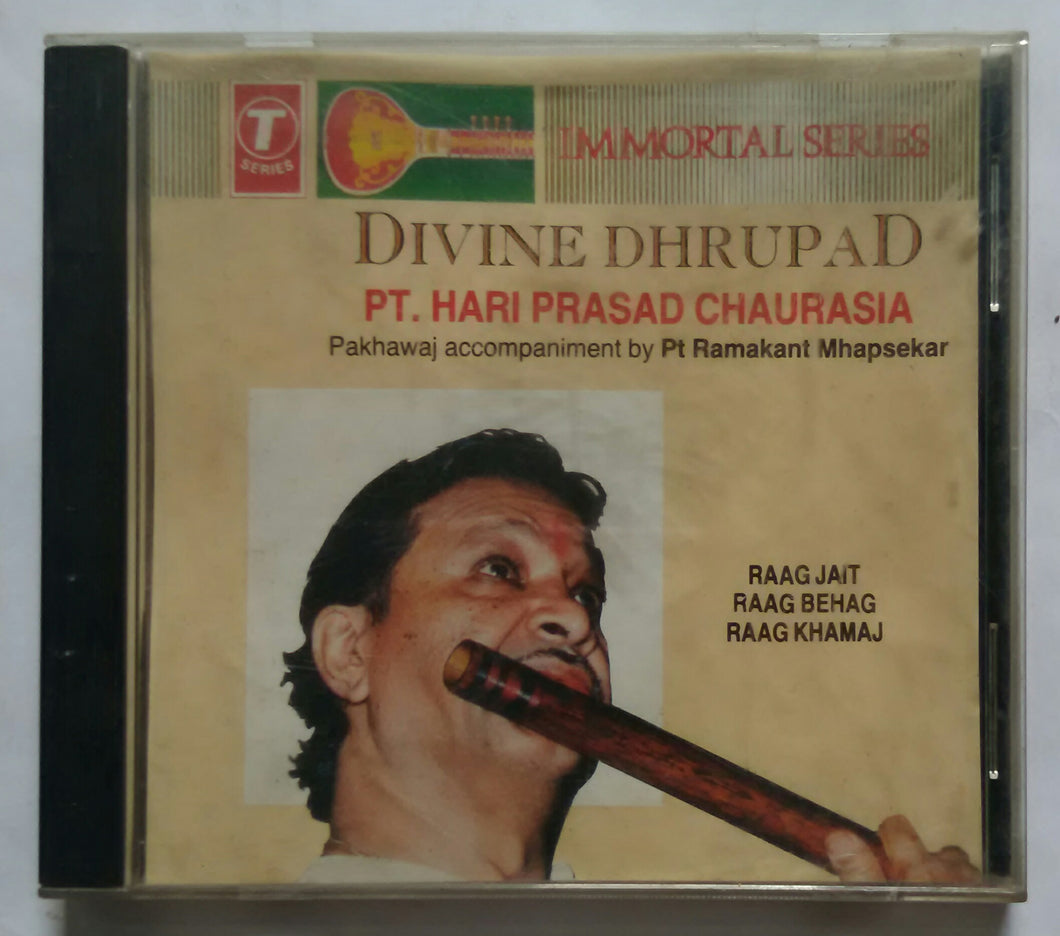 T
SERIES
IMMORTAL SERIES
DIVINE DHRUPAD
PT. HARI PRASAD CHAURASIA
Pakhawaj accompaniment by Pt Ramakant Mhapsekar
RAAG JAIT
RAAG BEHAG
RAAG KHAMAJ